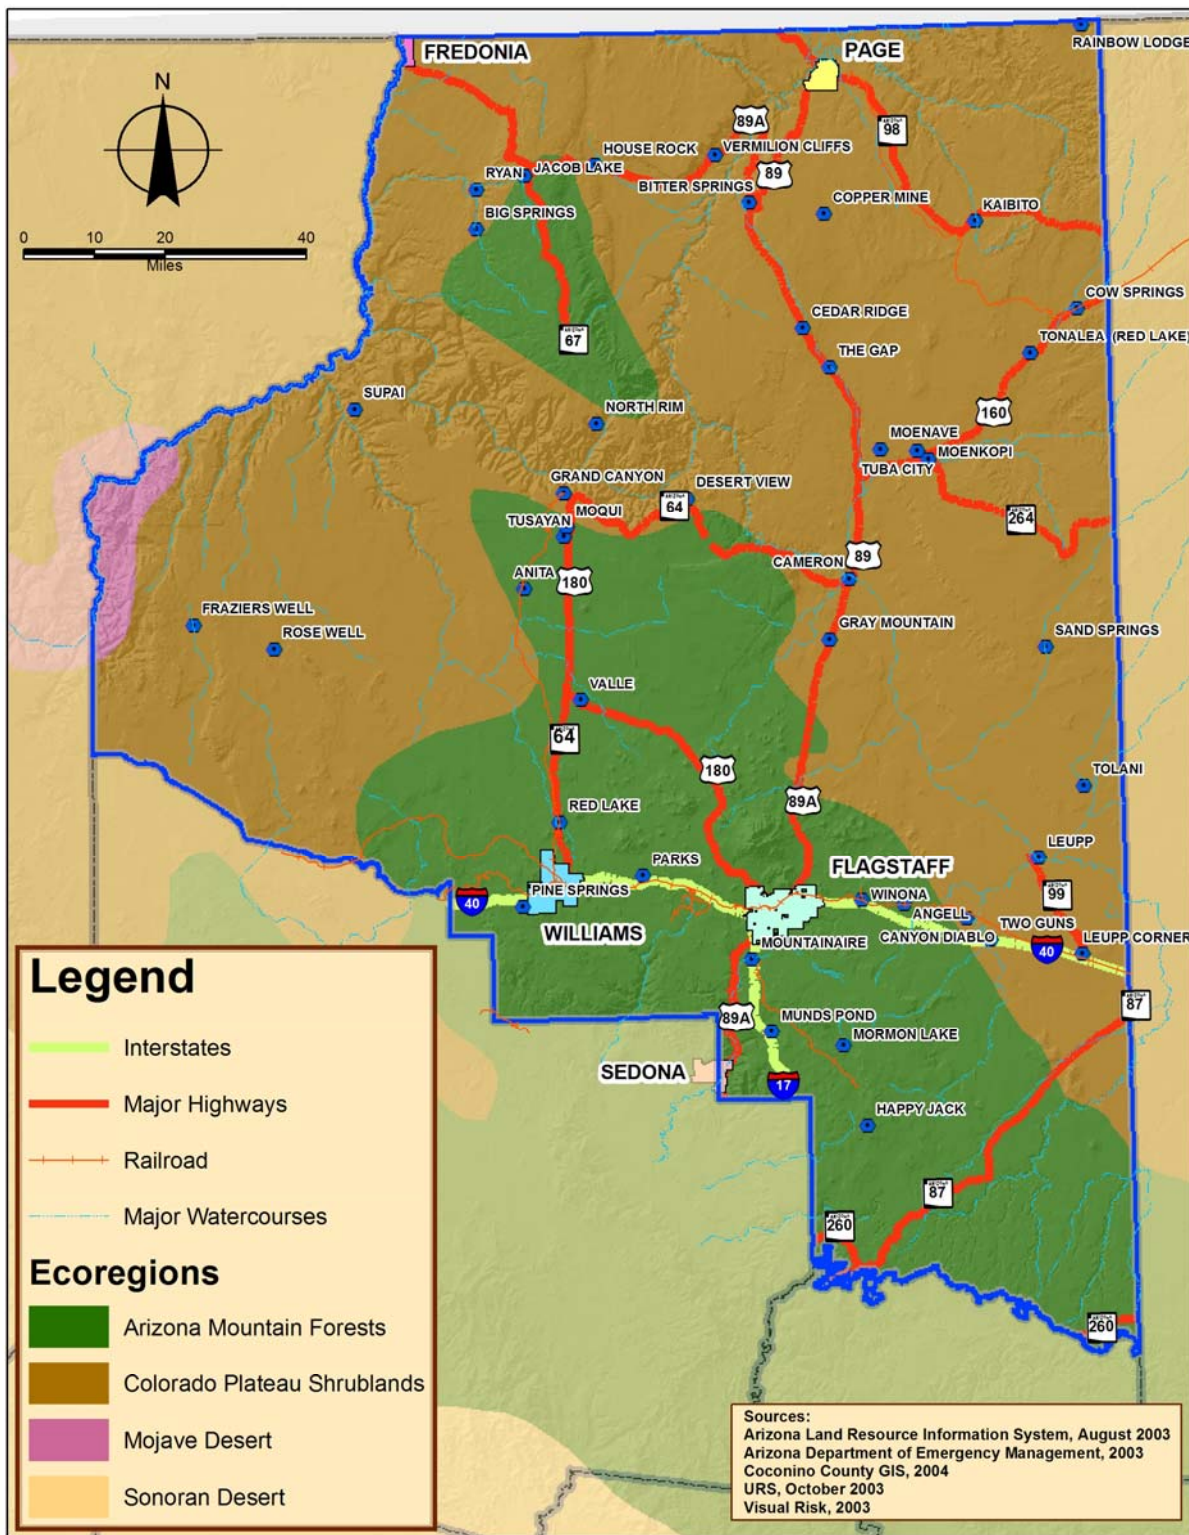 FREDONIA
PAGE
RAINBOW LODGE
N
89A
98
HOUSE ROCK
VERMILION CLIFFS
RYAN
JACOB LAKE
89
BITTER SPRINGS
COPPER MINE
KAIBITO
BIG SPRINGS
0 10 20 40
Miles
COW SPRINGS
CEDAR RIDGE
67
TONALEA (RED LAKE)
THE GAP
SUPAI
NORTH RIM
160
MOENAVE
MOENKOPI
TUBA CITY
GRAND CANYON
DESERT VIEW
MOQUI
64
TUSAYAN
264
89
CAMERON
ANITA
180
FRAZIERS WELL
ROSE WELL
GRAY MOUNTAIN
SAND SPRINGS
VALLE
64
180
TOLANI
89A
RED LAKE
LEUPP
PARKS
FLAGSTAFF
PINE SPRINGS
40
WINONA
99
ANGELL
TWO GUNS
WILLIAMS
MOUNTAINAIRE
CANYON DIABLO
40
LEUPP CORNER
87
89A
MUNDS POND
MORMON LAKE
SEDONA
17
HAPPY JACK
87
260
260
Legend
Interstates
Major Highways
Railroad
Major Watercourses
Ecoregions
Arizona Mountain Forests
Colorado Plateau Shrublands
Mojave Desert
Sonoran Desert
Sources:
Arizona Land Resource Information System, August 2003
Arizona Department of Emergency Management, 2003
Coconino County GIS, 2004
URS, October 2003
Visual Risk, 2003